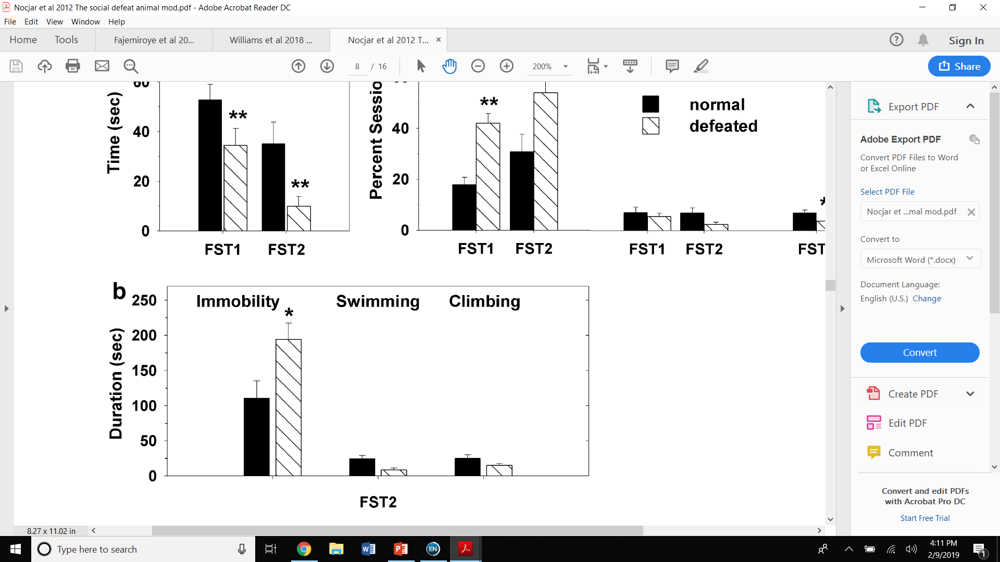 Nocjar et al 2012 The social defeat animal mod.pdf - Adobe Acrobat Reader DC
File Edit View Window Help
Home Tools Fajemiroye et al 20... Williams et al 2018 ... Nocjar et al 2012 T... Sign In
8 / 16 200% Share
Time (sec)
60
40
20
0
**
**
FST1 FST2
Percent Sessio
40
20
0
**
FST1 FST2
normal
defeated
FST1 FST2
*
FST
b
Duration (sec)
250
200
150
100
50
0
Immobility Swimming Climbing
*
FST2
8.27 x 11.02 in
Export PDF
Adobe Export PDF
Convert PDF Files to Word
or Excel Online
Select PDF File
Nocjar et ...mal mod.pdf
Convert to
Microsoft Word (*.docx)
Document Language:
English (U.S.) Change
Convert
Create PDF
Edit PDF
Comment
Convert and edit PDFs
with Acrobat Pro DC
Start Free Trial
Type here to search
EN
4:11 PM
2/9/2019
1